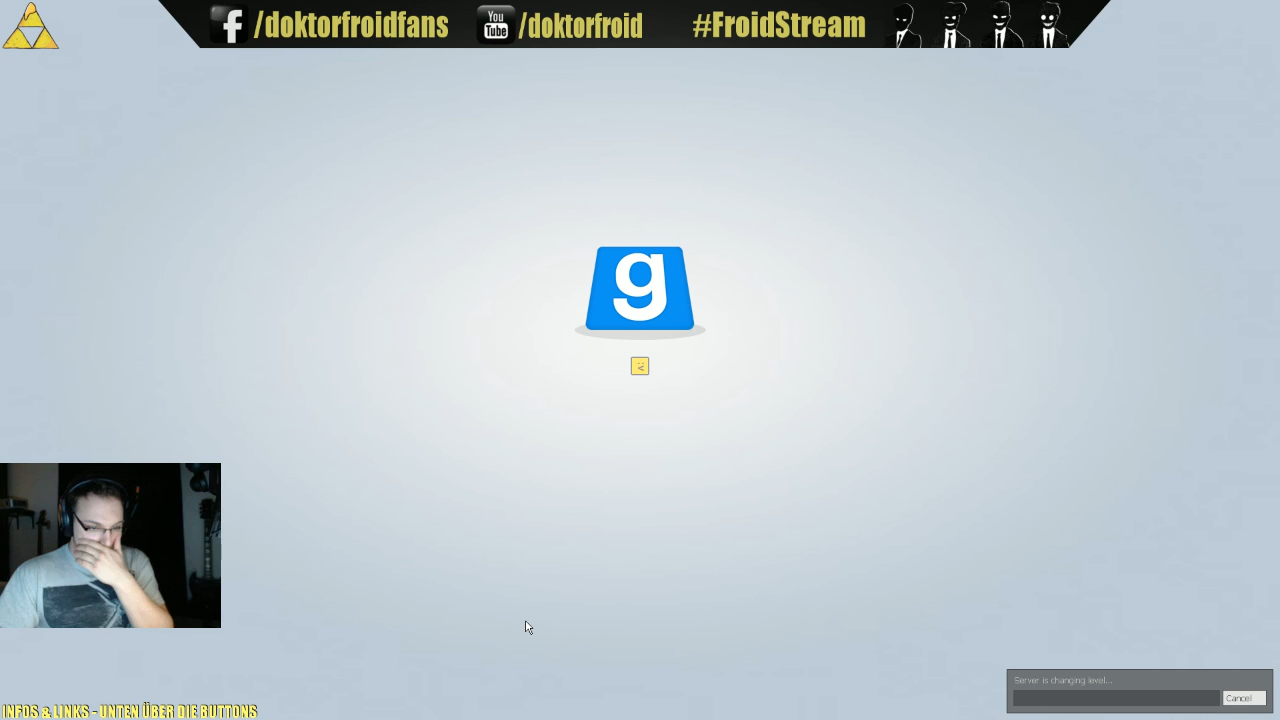 /doktorfroidfans
You Tube /doktorfroid
#FroidStream
g
Server is changing level...
Cancel
INFOS & LINKS - UNTEN ÜBER DIE BUTTONS